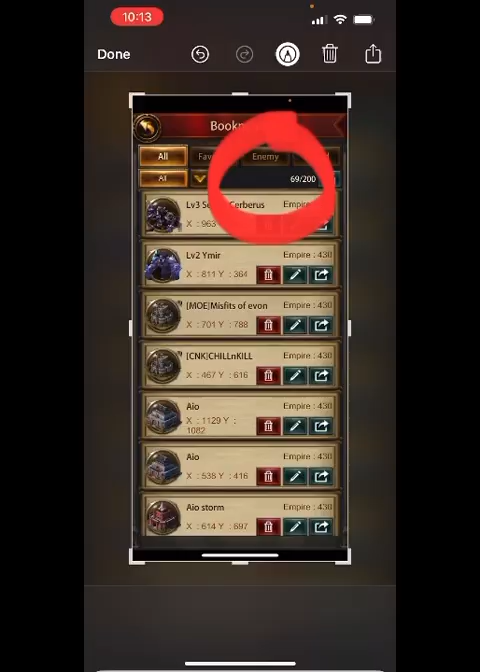 10:13
Done
Book
All
Fav
Enemy
All
69/200
Lv3 S Cerberus
Empire
X : 963
Lv2 Ymir
Empire : 430
X : 811 Y : 364
[MOE]Misfits of evon
Empire : 430
X : 701 Y : 788
[CNK]CHILLnKILL
Empire : 430
X : 467 Y : 616
Aio
Empire : 430
X : 1129 Y :
1082
Aio
Empire : 430
X : 538 Y : 416
Aio storm
Empire : 430
X : 614 Y : 697